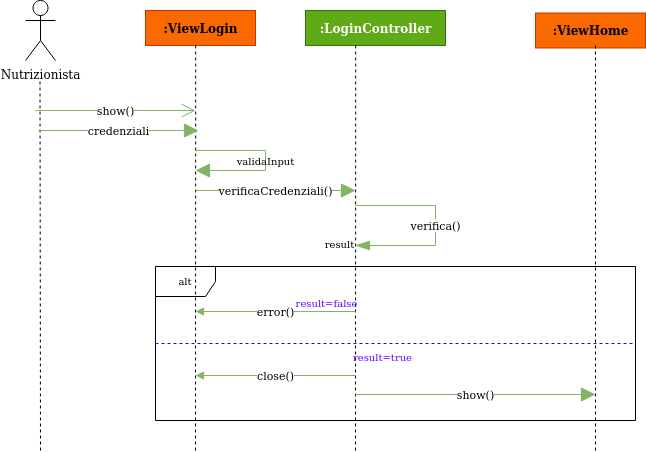 :ViewLogin
:LoginController
:ViewHome
Nutrizionista
show()
credenziali
validaInput
verificaCredenziali()
verifica()
result
alt
result=false
error()
result=true
close()
show()